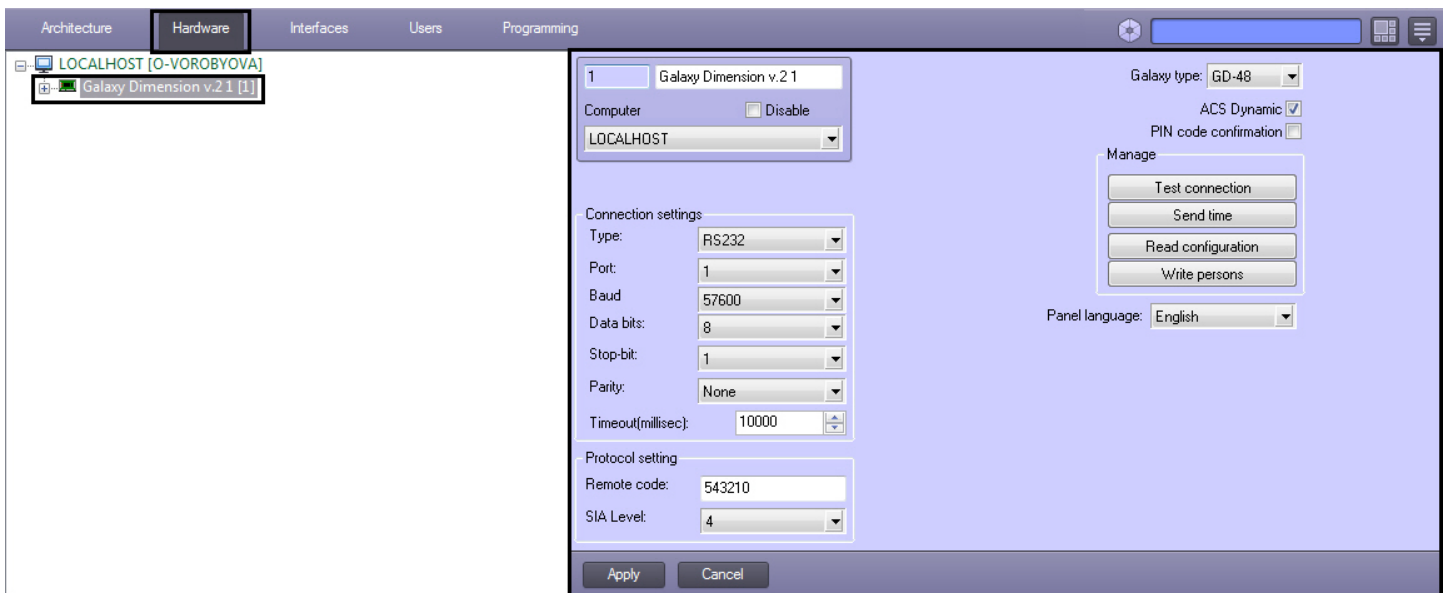 Architecture Hardware Interfaces Users Programming
LOCALHOST [O-VOROBYOVA]
Galaxy Dimension v.2 1 [1]
1 Galaxy Dimension v.2 1
Computer Disable
LOCALHOST
Connection settings
Type: RS232
Port: 1
Baud 57600
Data bits: 8
Stop-bit: 1
Parity: None
Timeout(millisec): 10000
Protocol setting
Remote code: 543210
SIA Level: 4
Galaxy type: GD-48
ACS Dynamic
PIN code confirmation
Manage
Test connection
Send time
Read configuration
Write persons
Panel language: English
Apply Cancel